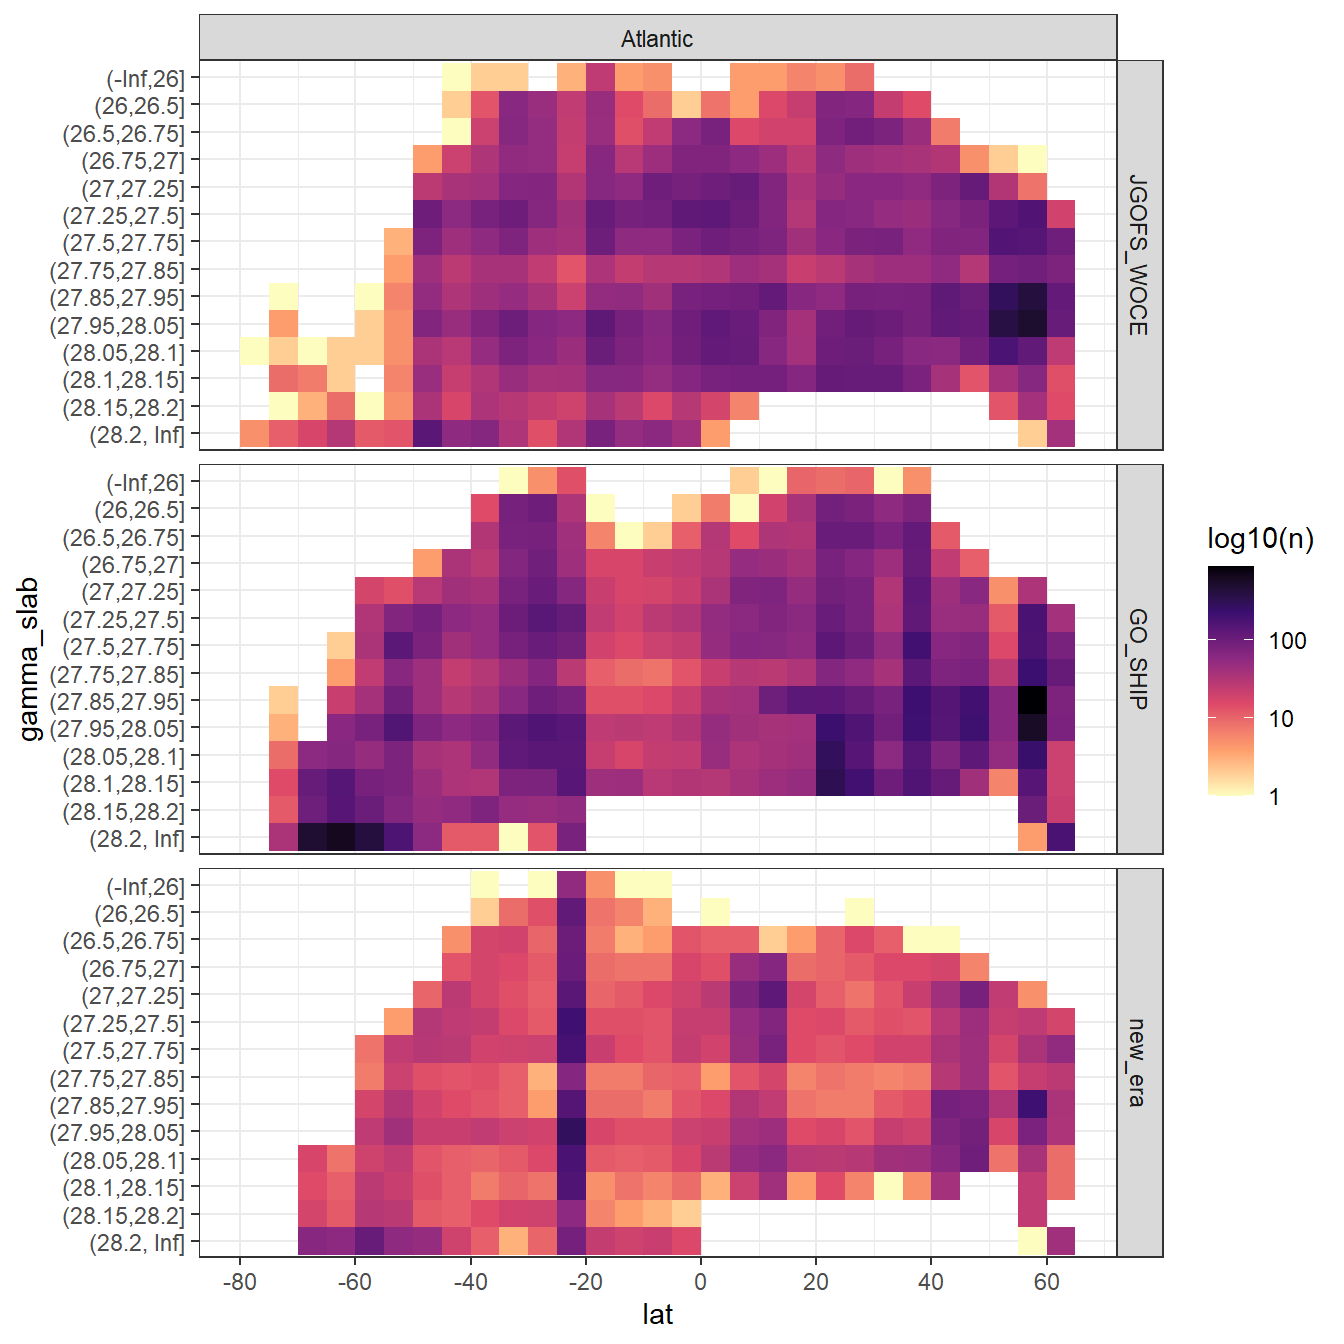 Atlantic
(-Inf,26]
(26,26.5]
(26.5,26.75]
(26.75,27]
(27,27.25]
(27.25,27.5]
(27.5,27.75]
(27.75,27.85]
(27.85,27.95]
(27.95,28.05]
(28.05,28.1]
(28.1,28.15]
(28.15,28.2]
(28.2, Inf]
JGOFS_WOCE
(-Inf,26]
(26,26.5]
(26.5,26.75]
(26.75,27]
(27,27.25]
(27.25,27.5]
(27.5,27.75]
(27.75,27.85]
(27.85,27.95]
(27.95,28.05]
(28.05,28.1]
(28.1,28.15]
(28.15,28.2]
(28.2, Inf]
GO_SHIP
(-Inf,26]
(26,26.5]
(26.5,26.75]
(26.75,27]
(27,27.25]
(27.25,27.5]
(27.5,27.75]
(27.75,27.85]
(27.85,27.95]
(27.95,28.05]
(28.05,28.1]
(28.1,28.15]
(28.15,28.2]
(28.2, Inf]
new_era
gamma_slab
-80 -60 -40 -20 0 20 40 60
lat
log10(n)
100
10
1